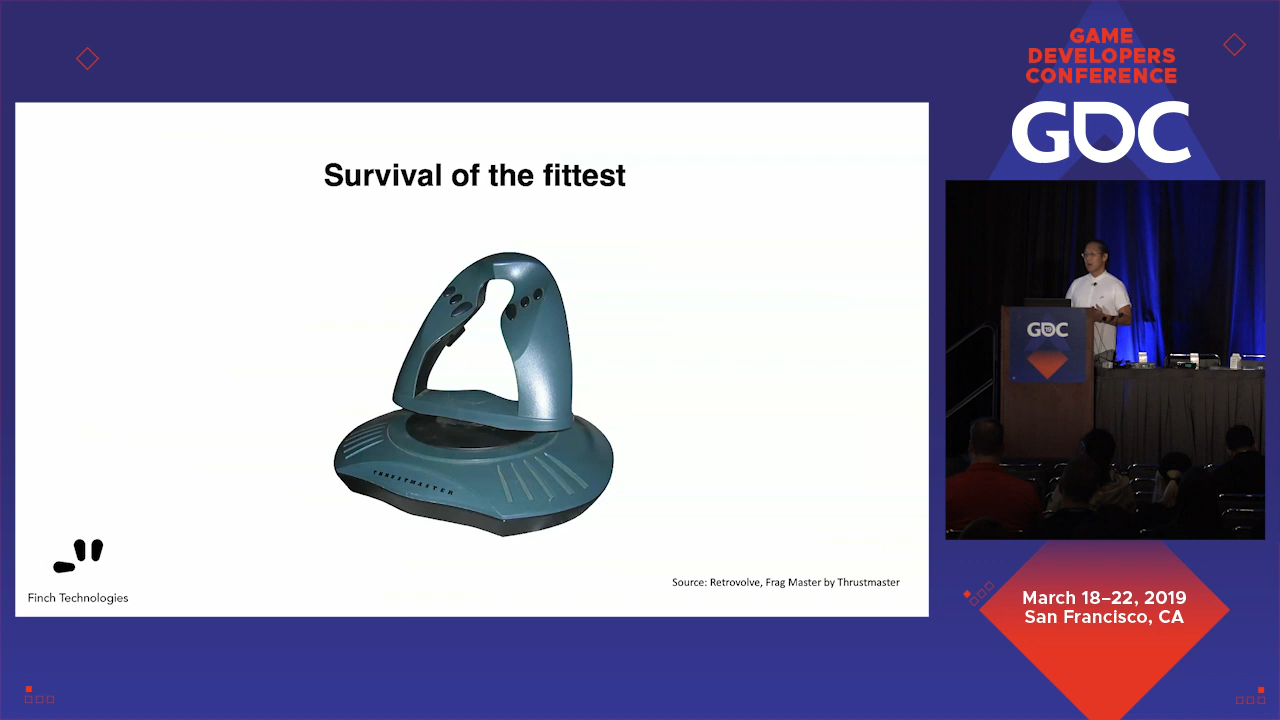 GAME
DEVELOPERS
CONFERENCE
GDC
Survival of the fittest
THRUSTMASTER
Source: Retrovolve, Frag Master by Thrustmaster
Finch Technologies
GDC
March 18–22, 2019
San Francisco, CA